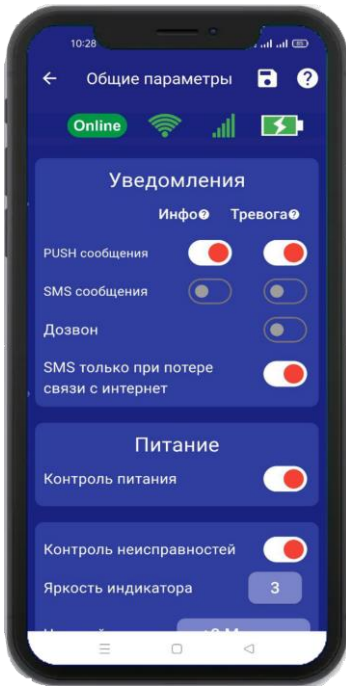 10:28
Общие параметры
Online
Уведомления
Инфо Тревога
PUSH сообщения
SMS сообщения
Дозвон
SMS только при потере
связи с интернет
Питание
Контроль питания
Контроль неисправностей
Яркость индикатора 3